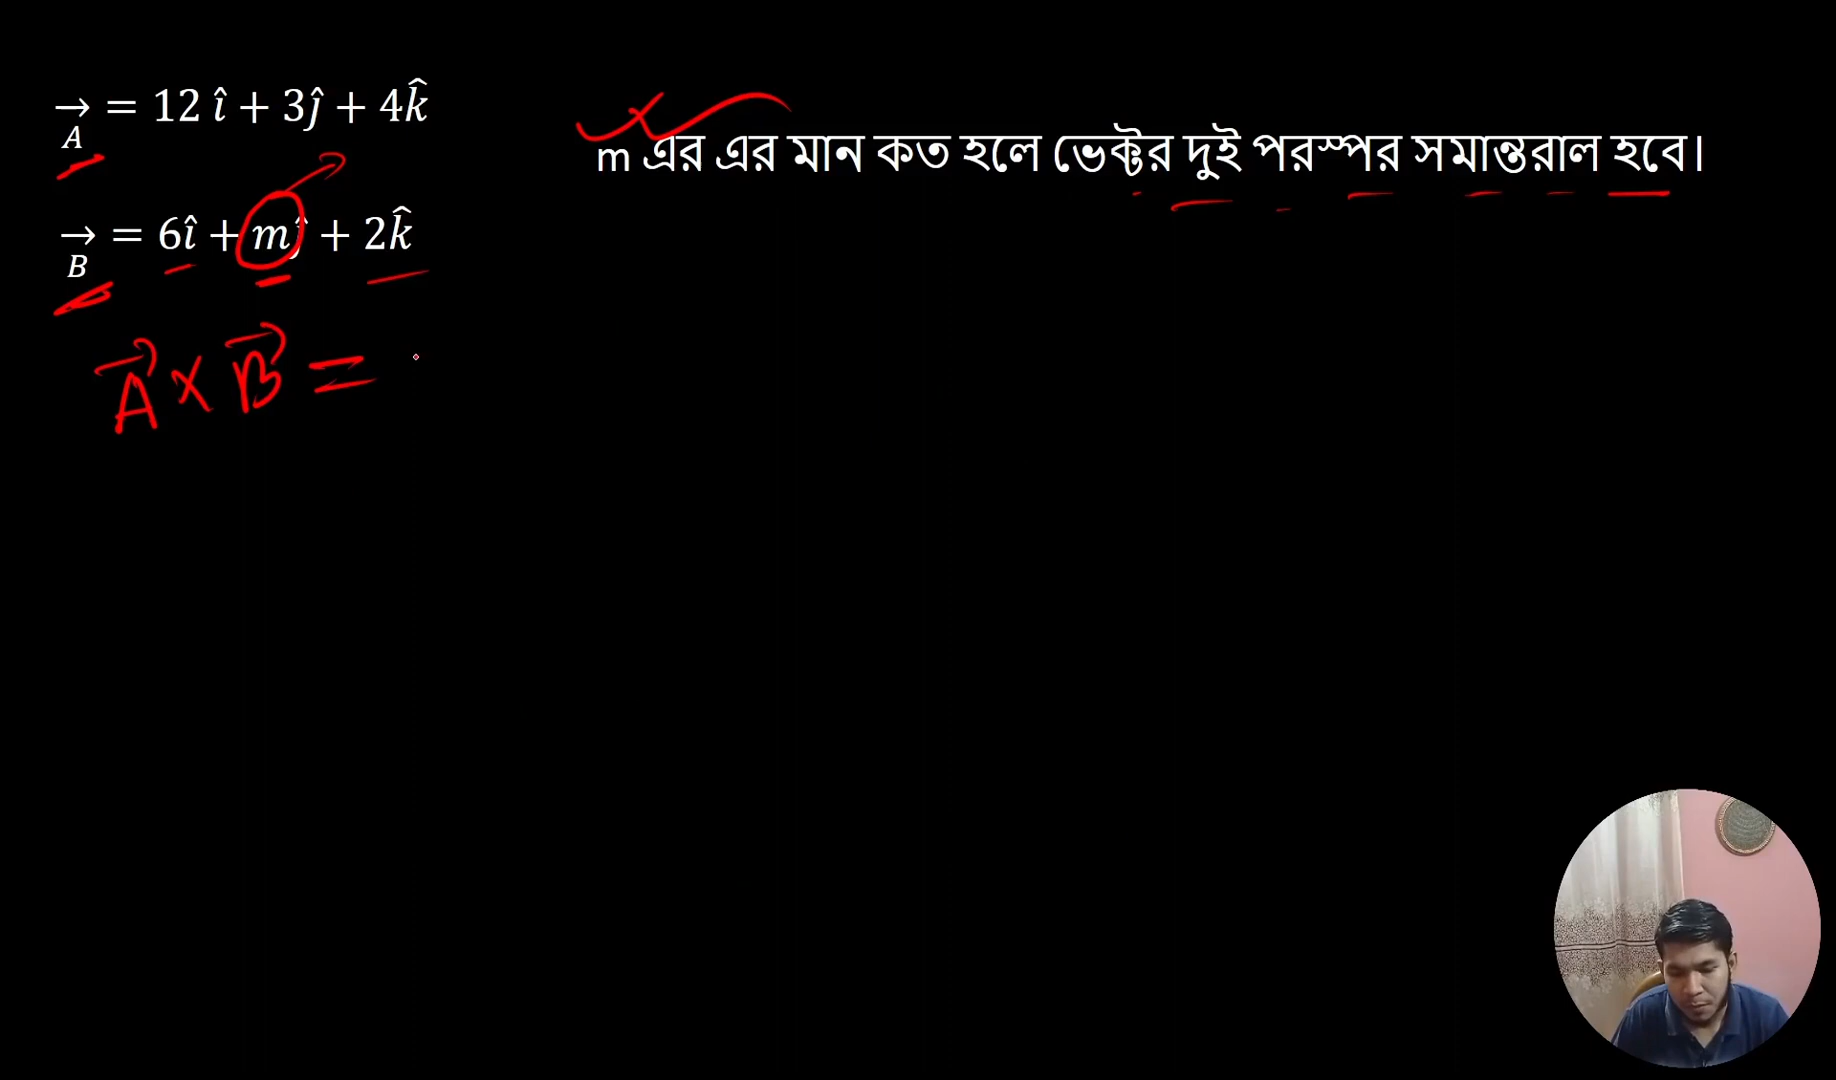 → = 12 î + 3ĵ + 4k̂
A
m এর এর মান কত হলে ভেক্টর দুই পরস্পর সমান্তরাল হবে।
→ = 6î + mĵ + 2k̂
B
A⃗ × B⃗ =